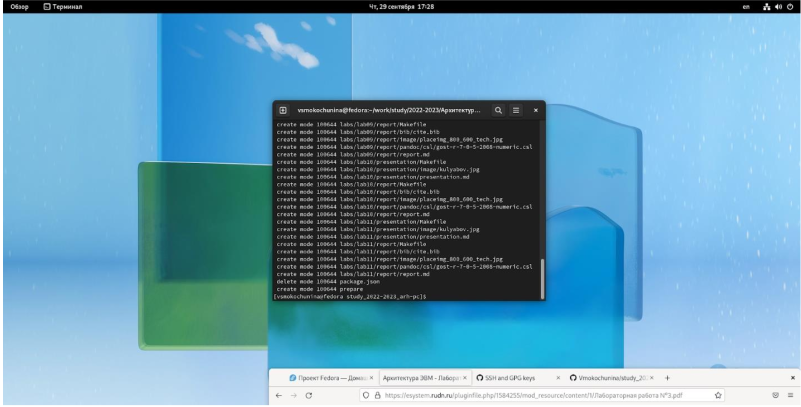 Обзор
Терминал
Чт, 29 сентября 17:28
en
vsmokochunina@fedora:~/work/study/2022-2023/Архитектур...
create mode 100644 labs/lab09/report/Makefile
create mode 100644 labs/lab09/report/bib/cite.bib
create mode 100644 labs/lab09/report/image/placeimg_800_600_tech.jpg
create mode 100644 labs/lab09/report/pandoc/csl/gost-r-7-0-5-2008-numeric.csl
create mode 100644 labs/lab09/report/report.md
create mode 100644 labs/lab10/presentation/Makefile
create mode 100644 labs/lab10/presentation/image/kulyabov.jpg
create mode 100644 labs/lab10/presentation/presentation.md
create mode 100644 labs/lab10/report/Makefile
create mode 100644 labs/lab10/report/bib/cite.bib
create mode 100644 labs/lab10/report/image/placeimg_800_600_tech.jpg
create mode 100644 labs/lab10/report/pandoc/csl/gost-r-7-0-5-2008-numeric.csl
create mode 100644 labs/lab10/report/report.md
create mode 100644 labs/lab11/presentation/Makefile
create mode 100644 labs/lab11/presentation/image/kulyabov.jpg
create mode 100644 labs/lab11/presentation/presentation.md
create mode 100644 labs/lab11/report/Makefile
create mode 100644 labs/lab11/report/bib/cite.bib
create mode 100644 labs/lab11/report/image/placeimg_800_600_tech.jpg
create mode 100644 labs/lab11/report/pandoc/csl/gost-r-7-0-5-2008-numeric.csl
create mode 100644 labs/lab11/report/report.md
delete mode 100644 package.json
create mode 100644 prepare
[vsmokochunina@fedora study_2022-2023_arh-pc]$
Проект Fedora — Дома
Архитектура ЭВМ - Лабора
SSH and GPG keys
Vmokochunina/study_20
https://esystem.rudn.ru/pluginfile.php/1584255/mod_resource/content/1/Лабораторная работа №3.pdf